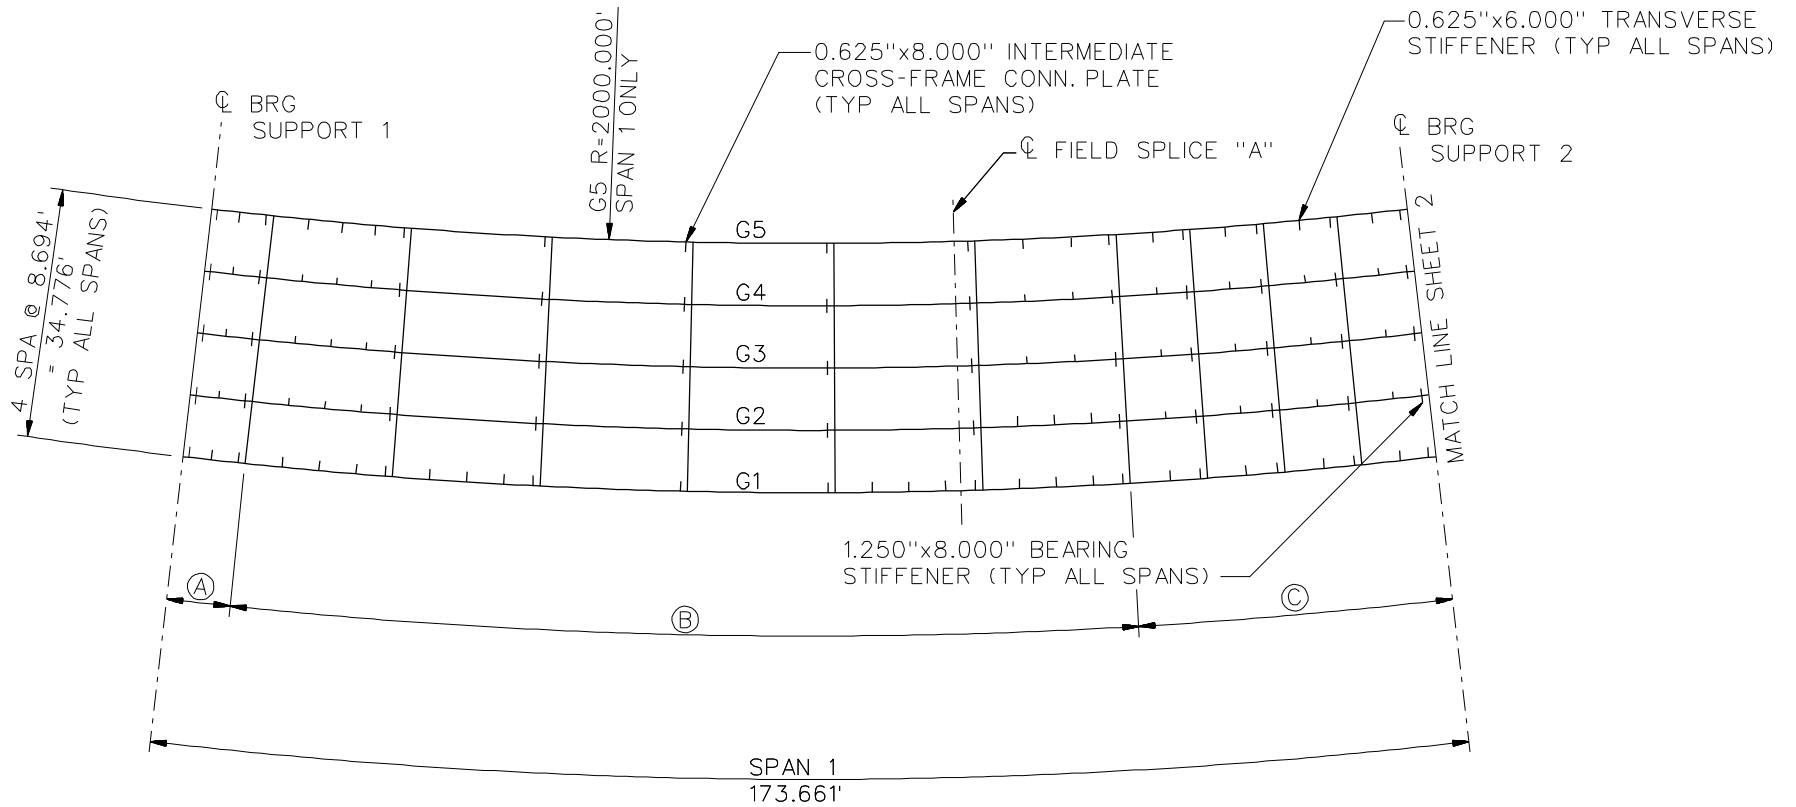 0.625"x6.000" TRANSVERSE
STIFFENER (TYP ALL SPANS)
0.625"x8.000" INTERMEDIATE
CROSS-FRAME CONN. PLATE
(TYP ALL SPANS)
G5 R=2000.000'
SPAN 1 ONLY
℄ BRG
SUPPORT 1
℄ BRG
SUPPORT 2
℄ FIELD SPLICE "A"
4 SPA @ 8.694'
= 34.776'
(TYP ALL SPANS)
G5
G4
G3
G2
G1
MATCH LINE SHEET 2
1.250"x8.000" BEARING
STIFFENER (TYP ALL SPANS)
A
B
C
SPAN 1
173.661'